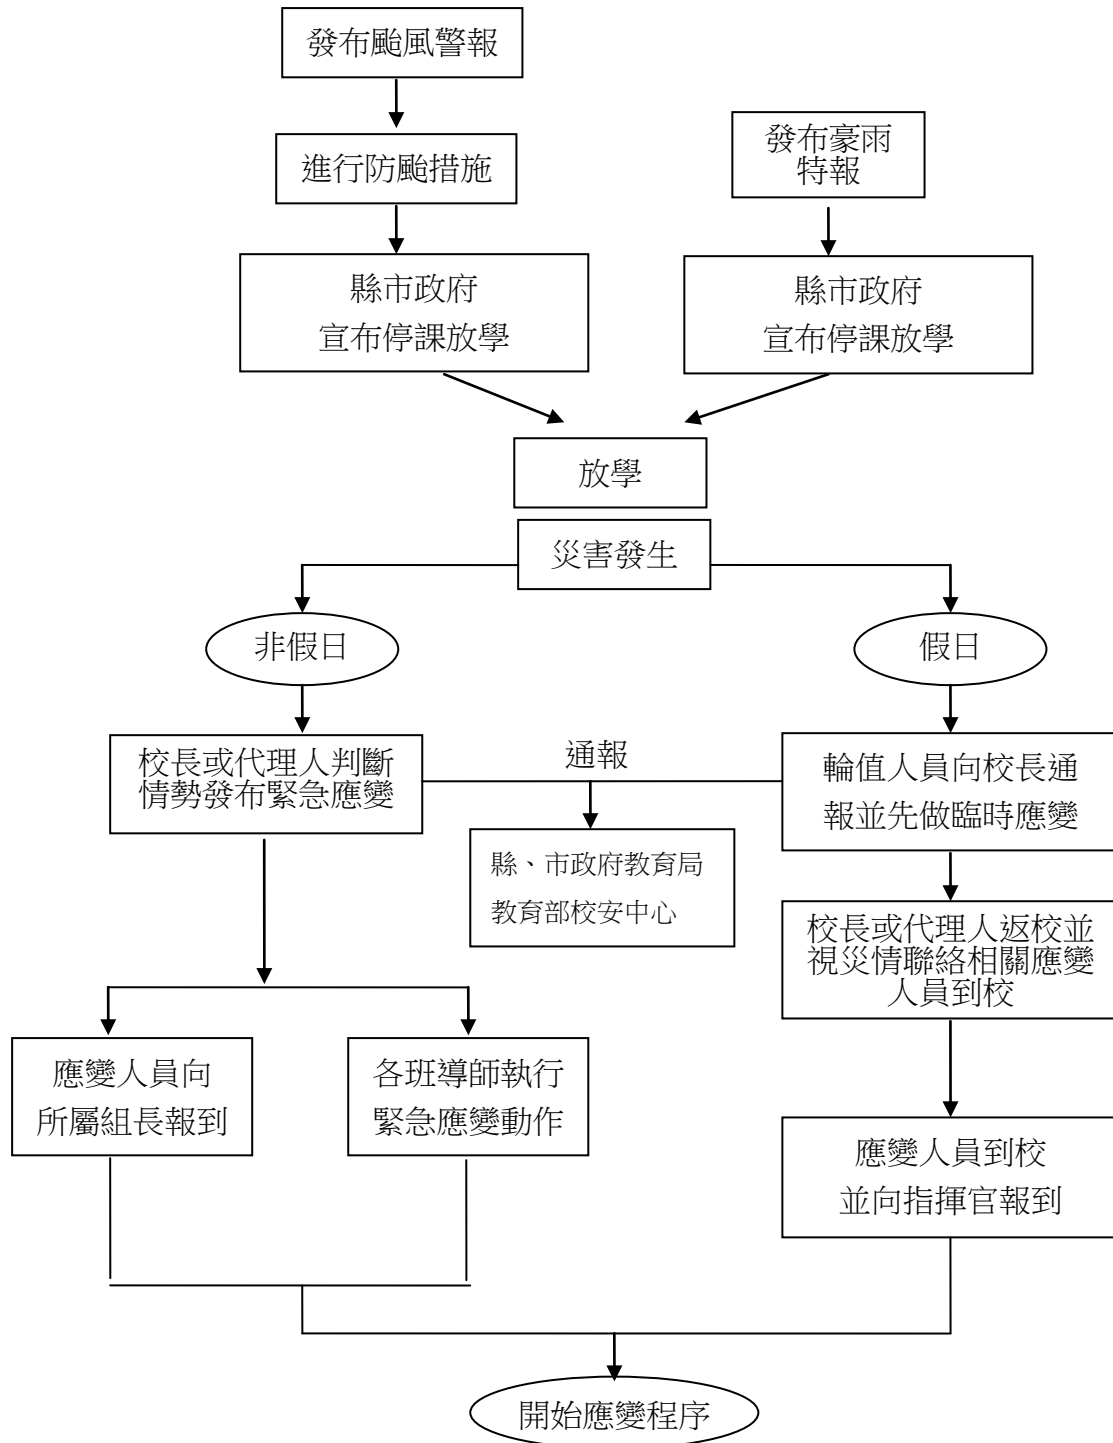 發布颱風警報
進行防颱措施
發布豪雨
特報
縣市政府
宣布停課放學
縣市政府
宣布停課放學
放學
災害發生
非假日
假日
校長或代理人判斷
情勢發布緊急應變
通報
輪值人員向校長通
報並先做臨時應變
縣、市政府教育局
教育部校安中心
校長或代理人返校並
視災情聯絡相關應變
人員到校
應變人員向
所屬組長報到
各班導師執行
緊急應變動作
應變人員到校
並向指揮官報到
開始應變程序